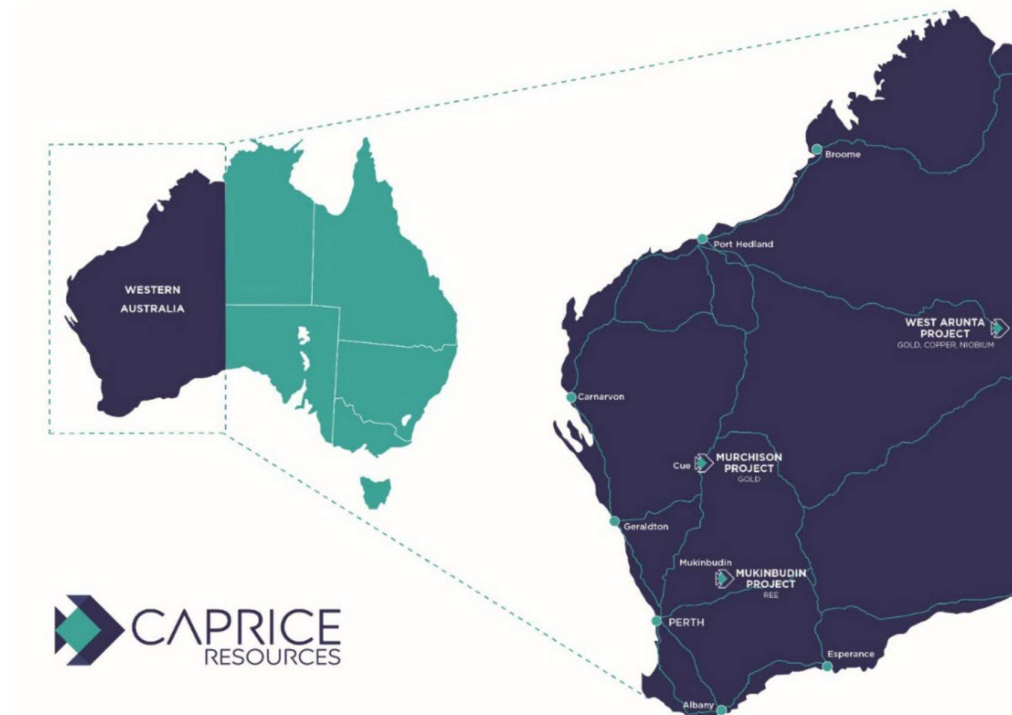 WESTERN
AUSTRALIA
Broome
Port Hedland
WEST ARUNTA
PROJECT
GOLD, COPPER, NIOBIUM
Carnarvon
Cue
MURCHISON
PROJECT
GOLD
Geraldton
Mukinbudin
MUKINBUDIN
PROJECT
REE
PERTH
Esperance
Albany
CAPRICE
RESOURCES